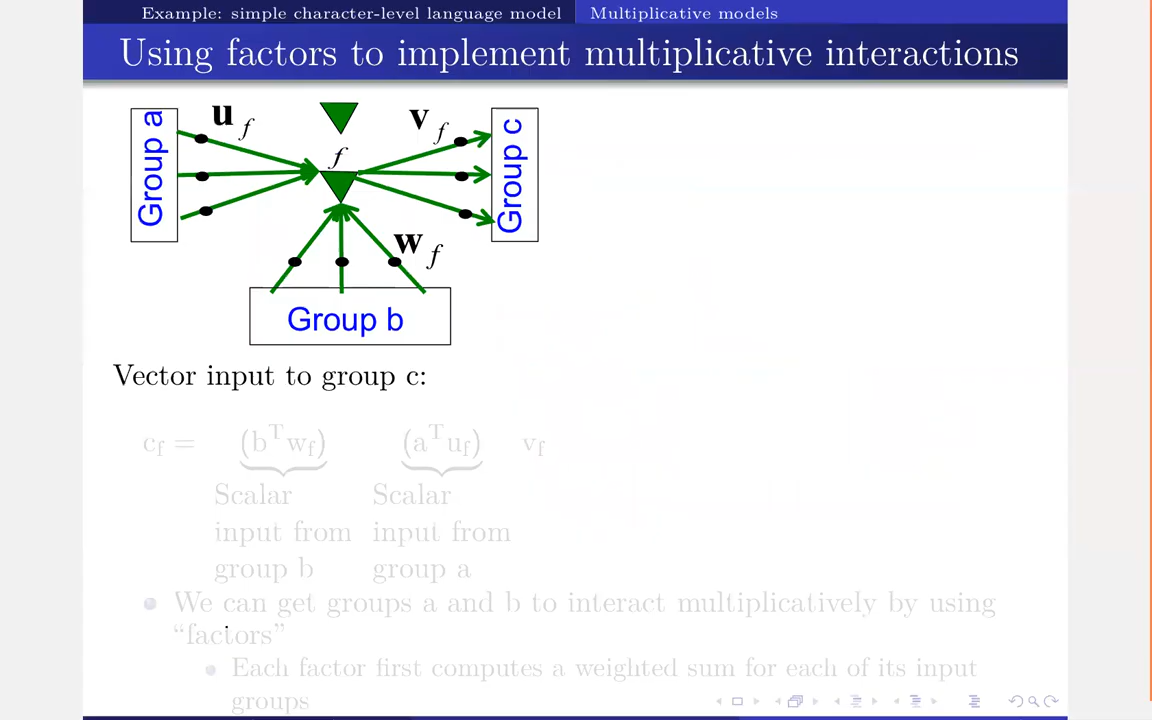 Example: simple character-level language model Multiplicative models
Using factors to implement multiplicative interactions
Group a
u f
f
v f
Group c
w f
Group b
Vector input to group c:
c_f = (b^T w_f) (a^T u_f) v_f
Scalar Scalar
input from input from
group b group a
We can get groups a and b to interact multiplicatively by using
“factors”
Each factor first computes a weighted sum for each of its input
groups